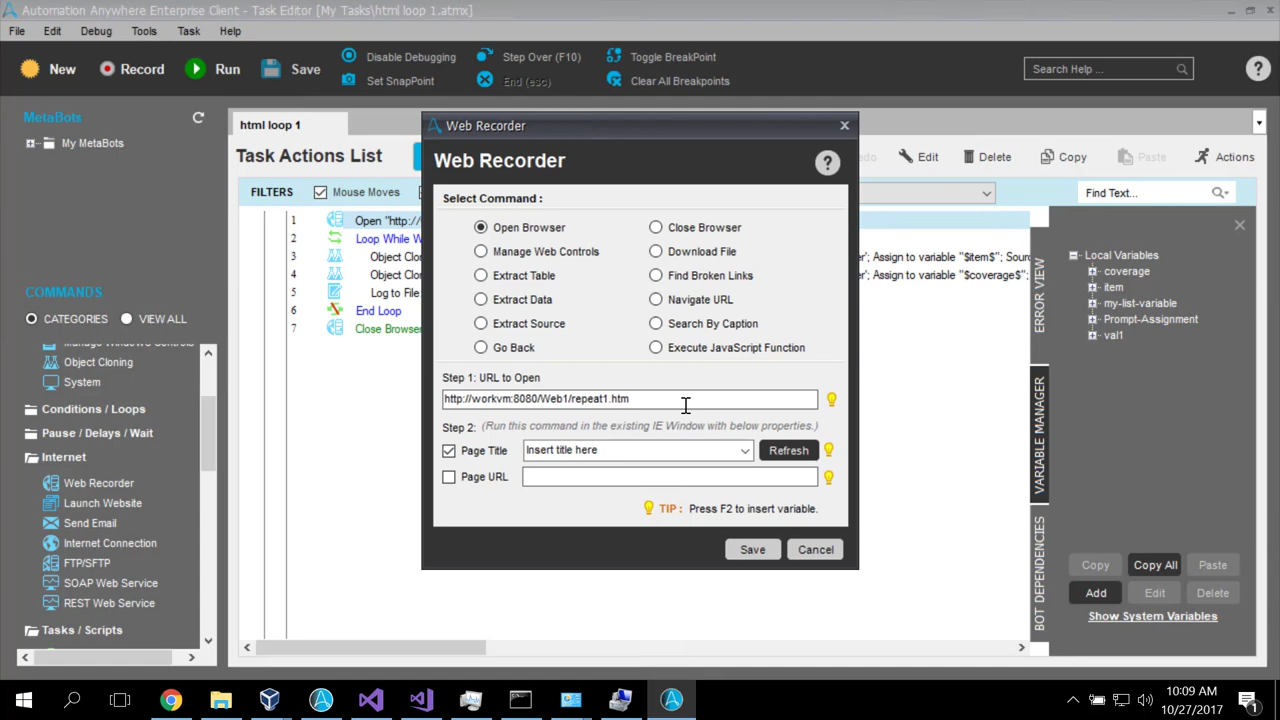 Automation Anywhere Enterprise Client - Task Editor [My Tasks\html loop 1.atmx]
File Edit Debug Tools Task Help
New Record Run Save
Disable Debugging Step Over (F10) Toggle BreakPoint
Set SnapPoint End (esc) Clear All Breakpoints
Search Help ...
MetaBots
My MetaBots
html loop 1
Task Actions List
Edit Delete Copy Paste Actions
FILTERS Mouse Moves
Find Text...
1 Open "http://
2 Loop While W
3 Object Clon
4 Object Clon
5 Log to File:
6 End Loop
7 Close Browser
'; Assign to variable "$item$"; Sourc
'; Assign to variable "$coverage$";
COMMANDS
CATEGORIES VIEW ALL
Manage Windows Controls
Object Cloning
System
Conditions / Loops
Pause / Delays / Wait
Internet
Web Recorder
Launch Website
Send Email
Internet Connection
FTP/SFTP
SOAP Web Service
REST Web Service
Tasks / Scripts
Web Recorder
Web Recorder
Select Command :
Open Browser Close Browser
Manage Web Controls Download File
Extract Table Find Broken Links
Extract Data Navigate URL
Extract Source Search By Caption
Go Back Execute JavaScript Function
Step 1: URL to Open
http://workvm:8080/Web1/repeat1.htm
Step 2: (Run this command in the existing IE Window with below properties.)
Page Title Insert title here Refresh
Page URL
TIP : Press F2 to insert variable.
Save Cancel
ERROR VIEW
VARIABLE MANAGER
BOT DEPENDENCIES
Local Variables
coverage
item
my-list-variable
Prompt-Assignment
val1
Copy Copy All Paste
Add Edit Delete
Show System Variables
10:09 AM
10/27/2017
1